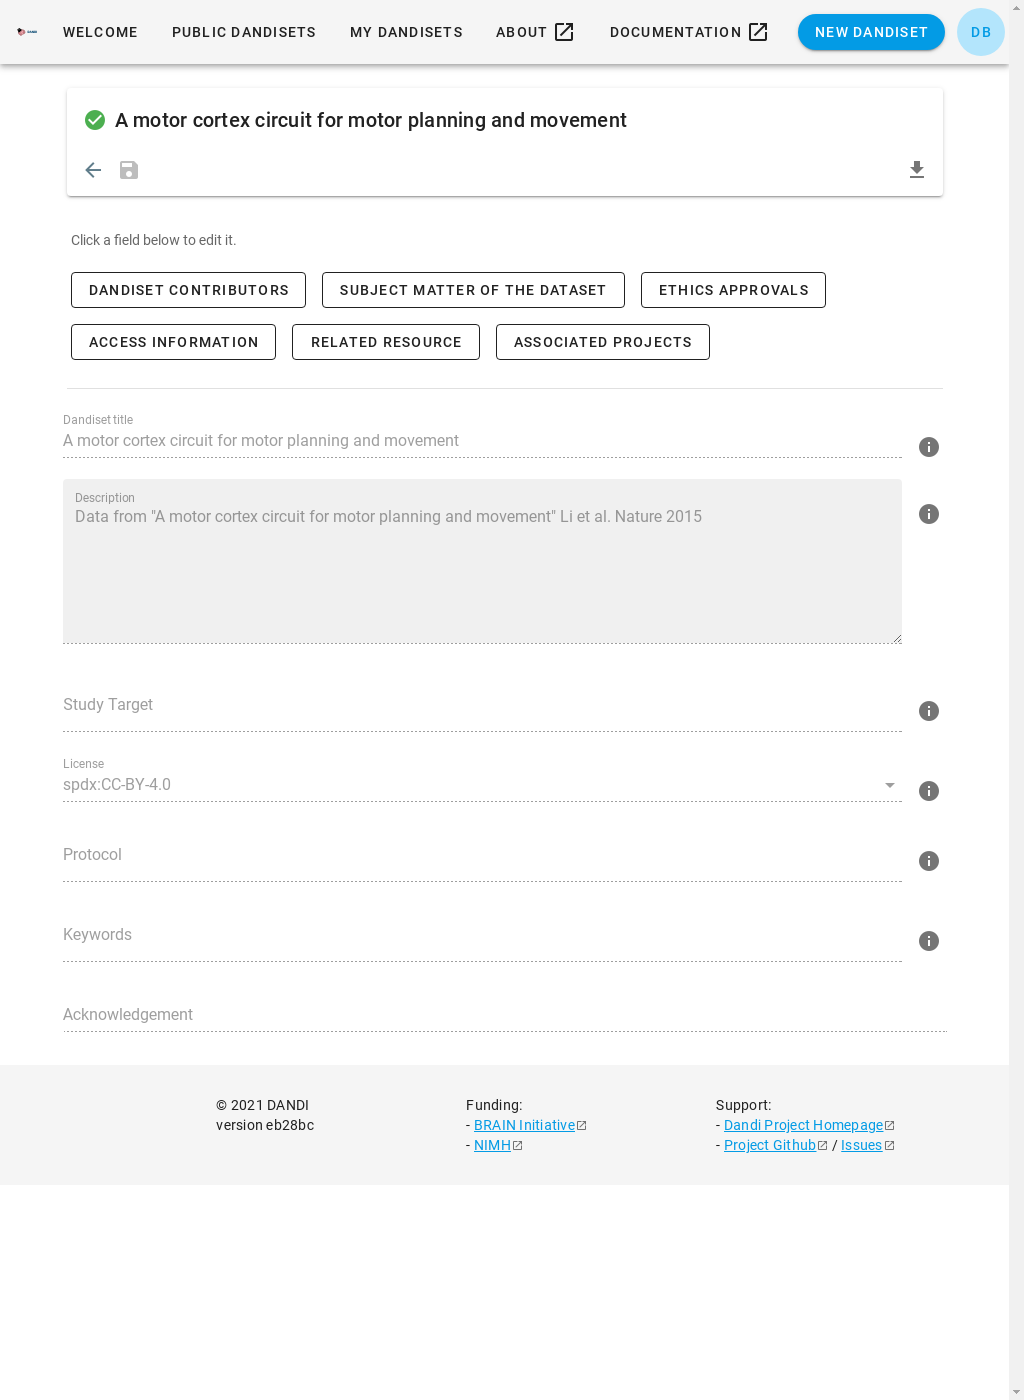 DANDI WELCOME PUBLIC DANDISETS MY DANDISETS ABOUT DOCUMENTATION NEW DANDISET DB
A motor cortex circuit for motor planning and movement
Click a field below to edit it.
DANDISET CONTRIBUTORS SUBJECT MATTER OF THE DATASET ETHICS APPROVALS
ACCESS INFORMATION RELATED RESOURCE ASSOCIATED PROJECTS
Dandiset title
A motor cortex circuit for motor planning and movement
Description
Data from "A motor cortex circuit for motor planning and movement" Li et al. Nature 2015
Study Target
License
spdx:CC-BY-4.0
Protocol
Keywords
Acknowledgement
© 2021 DANDI
version eb28bc
Funding:
- BRAIN Initiative
- NIMH
Support:
- Dandi Project Homepage
- Project Github / Issues